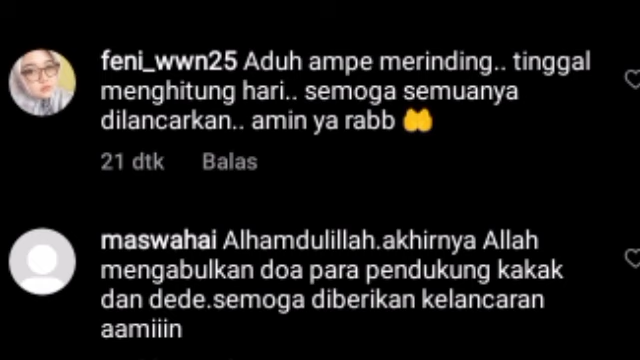 feni_wwn25 Aduh ampe merinding.. tinggal
menghitung hari.. semoga semuanya
dilancarkan.. amin ya rabb 🤲
21 dtk Balas
maswahai Alhamdulillah.akhirnya Allah
mengabulkan doa para pendukung kakak
dan dede.semoga diberikan kelancaran
aamiiin